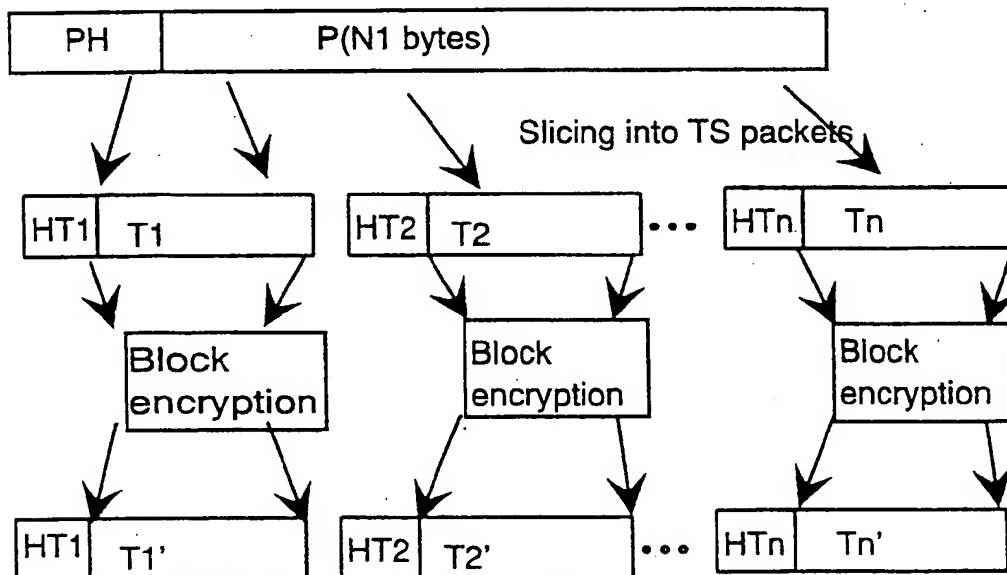 PH P(N1 bytes)
Slicing into TS packets
HT1 T1 HT2 T2 ••• HTn Tn
Block encryption
Block encryption
Block encryption
HT1 T1' HT2 T2' ••• HTn Tn'